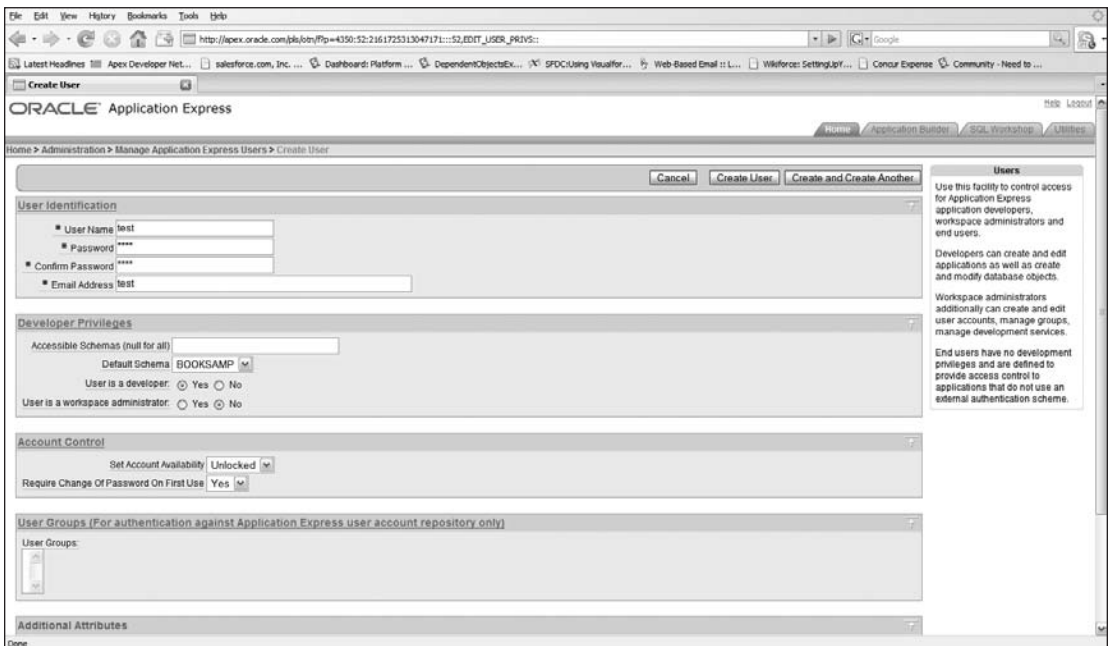 File Edit View History Bookmarks Tools Help
http://apex.oracle.com/pls/otn/f?p=4350:52:2161725313047171:::52,EDIT_USER_PRIVS::
Google
Latest Headlines Apex Developer Net... salesforce.com, Inc. ... Dashboard: Platform ... DependentObjectsEx... SFDC:Using Visualfor... Web-Based Email :: L... Wikiforce: SettingUpY... Concur Expense Community - Need to ...
Create User
ORACLE Application Express
Help Logout
Home Application Builder SQL Workshop Utilities
Home > Administration > Manage Application Express Users > Create User
Cancel Create User Create and Create Another
User Identification
* User Name test
* Password ****
* Confirm Password ****
* Email Address test
Developer Privileges
Accessible Schemas (null for all)
Default Schema BOOKSAMP
User is a developer: Yes No
User is a workspace administrator: Yes No
Account Control
Set Account Availability Unlocked
Require Change Of Password On First Use Yes
User Groups (For authentication against Application Express user account repository only)
User Groups:
Additional Attributes
Users
Use this facility to control access
for Application Express
application developers,
workspace administrators and
end users.
Developers can create and edit
applications as well as create
and modify database objects.
Workspace administrators
additionally can create and edit
user accounts, manage groups,
manage development services.
End users have no development
privileges and are defined to
provide access control to
applications that do not use an
external authentication scheme.
Done